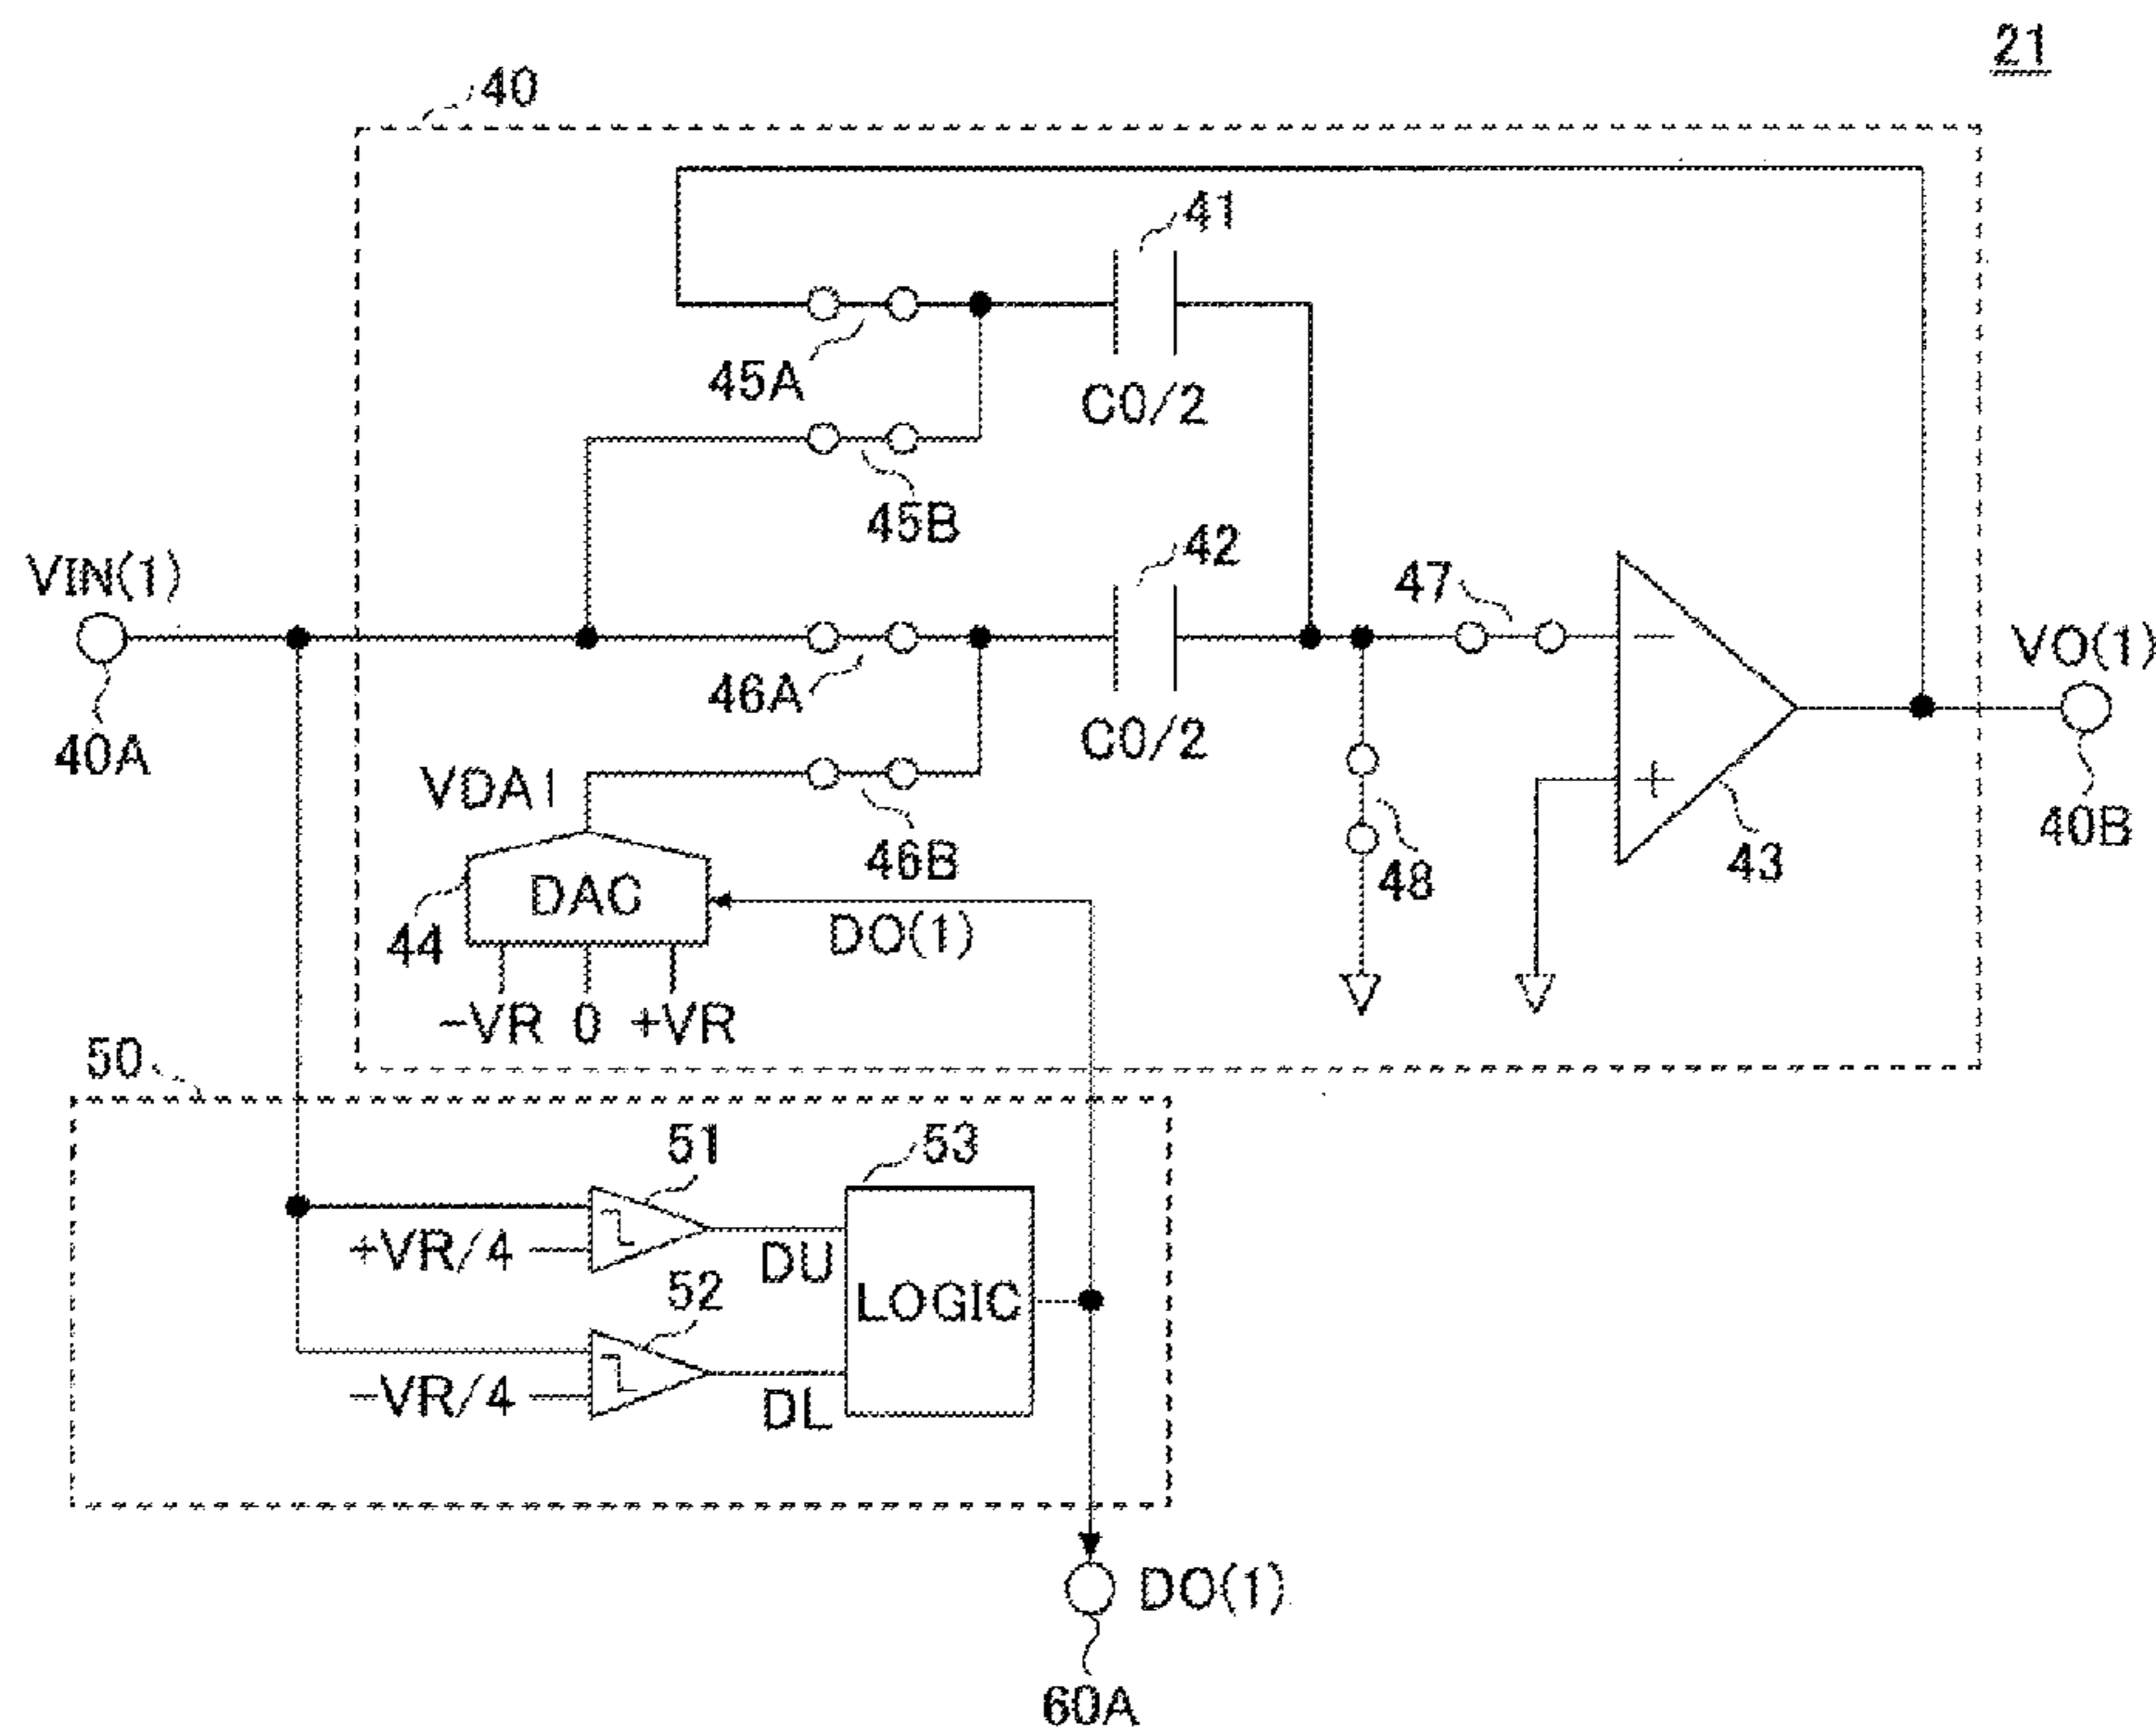 21
40
41
45A
C0/2
45B
42
VIN(1)
47
46A
VO(1)
40A
C0/2
VDA1
46B
40B
DAC
48
43
44
DO(1)
-VR 0 +VR
50
51
53
+VR/4
DU
52
LOGIC
-VR/4
DL
DO(1)
60A